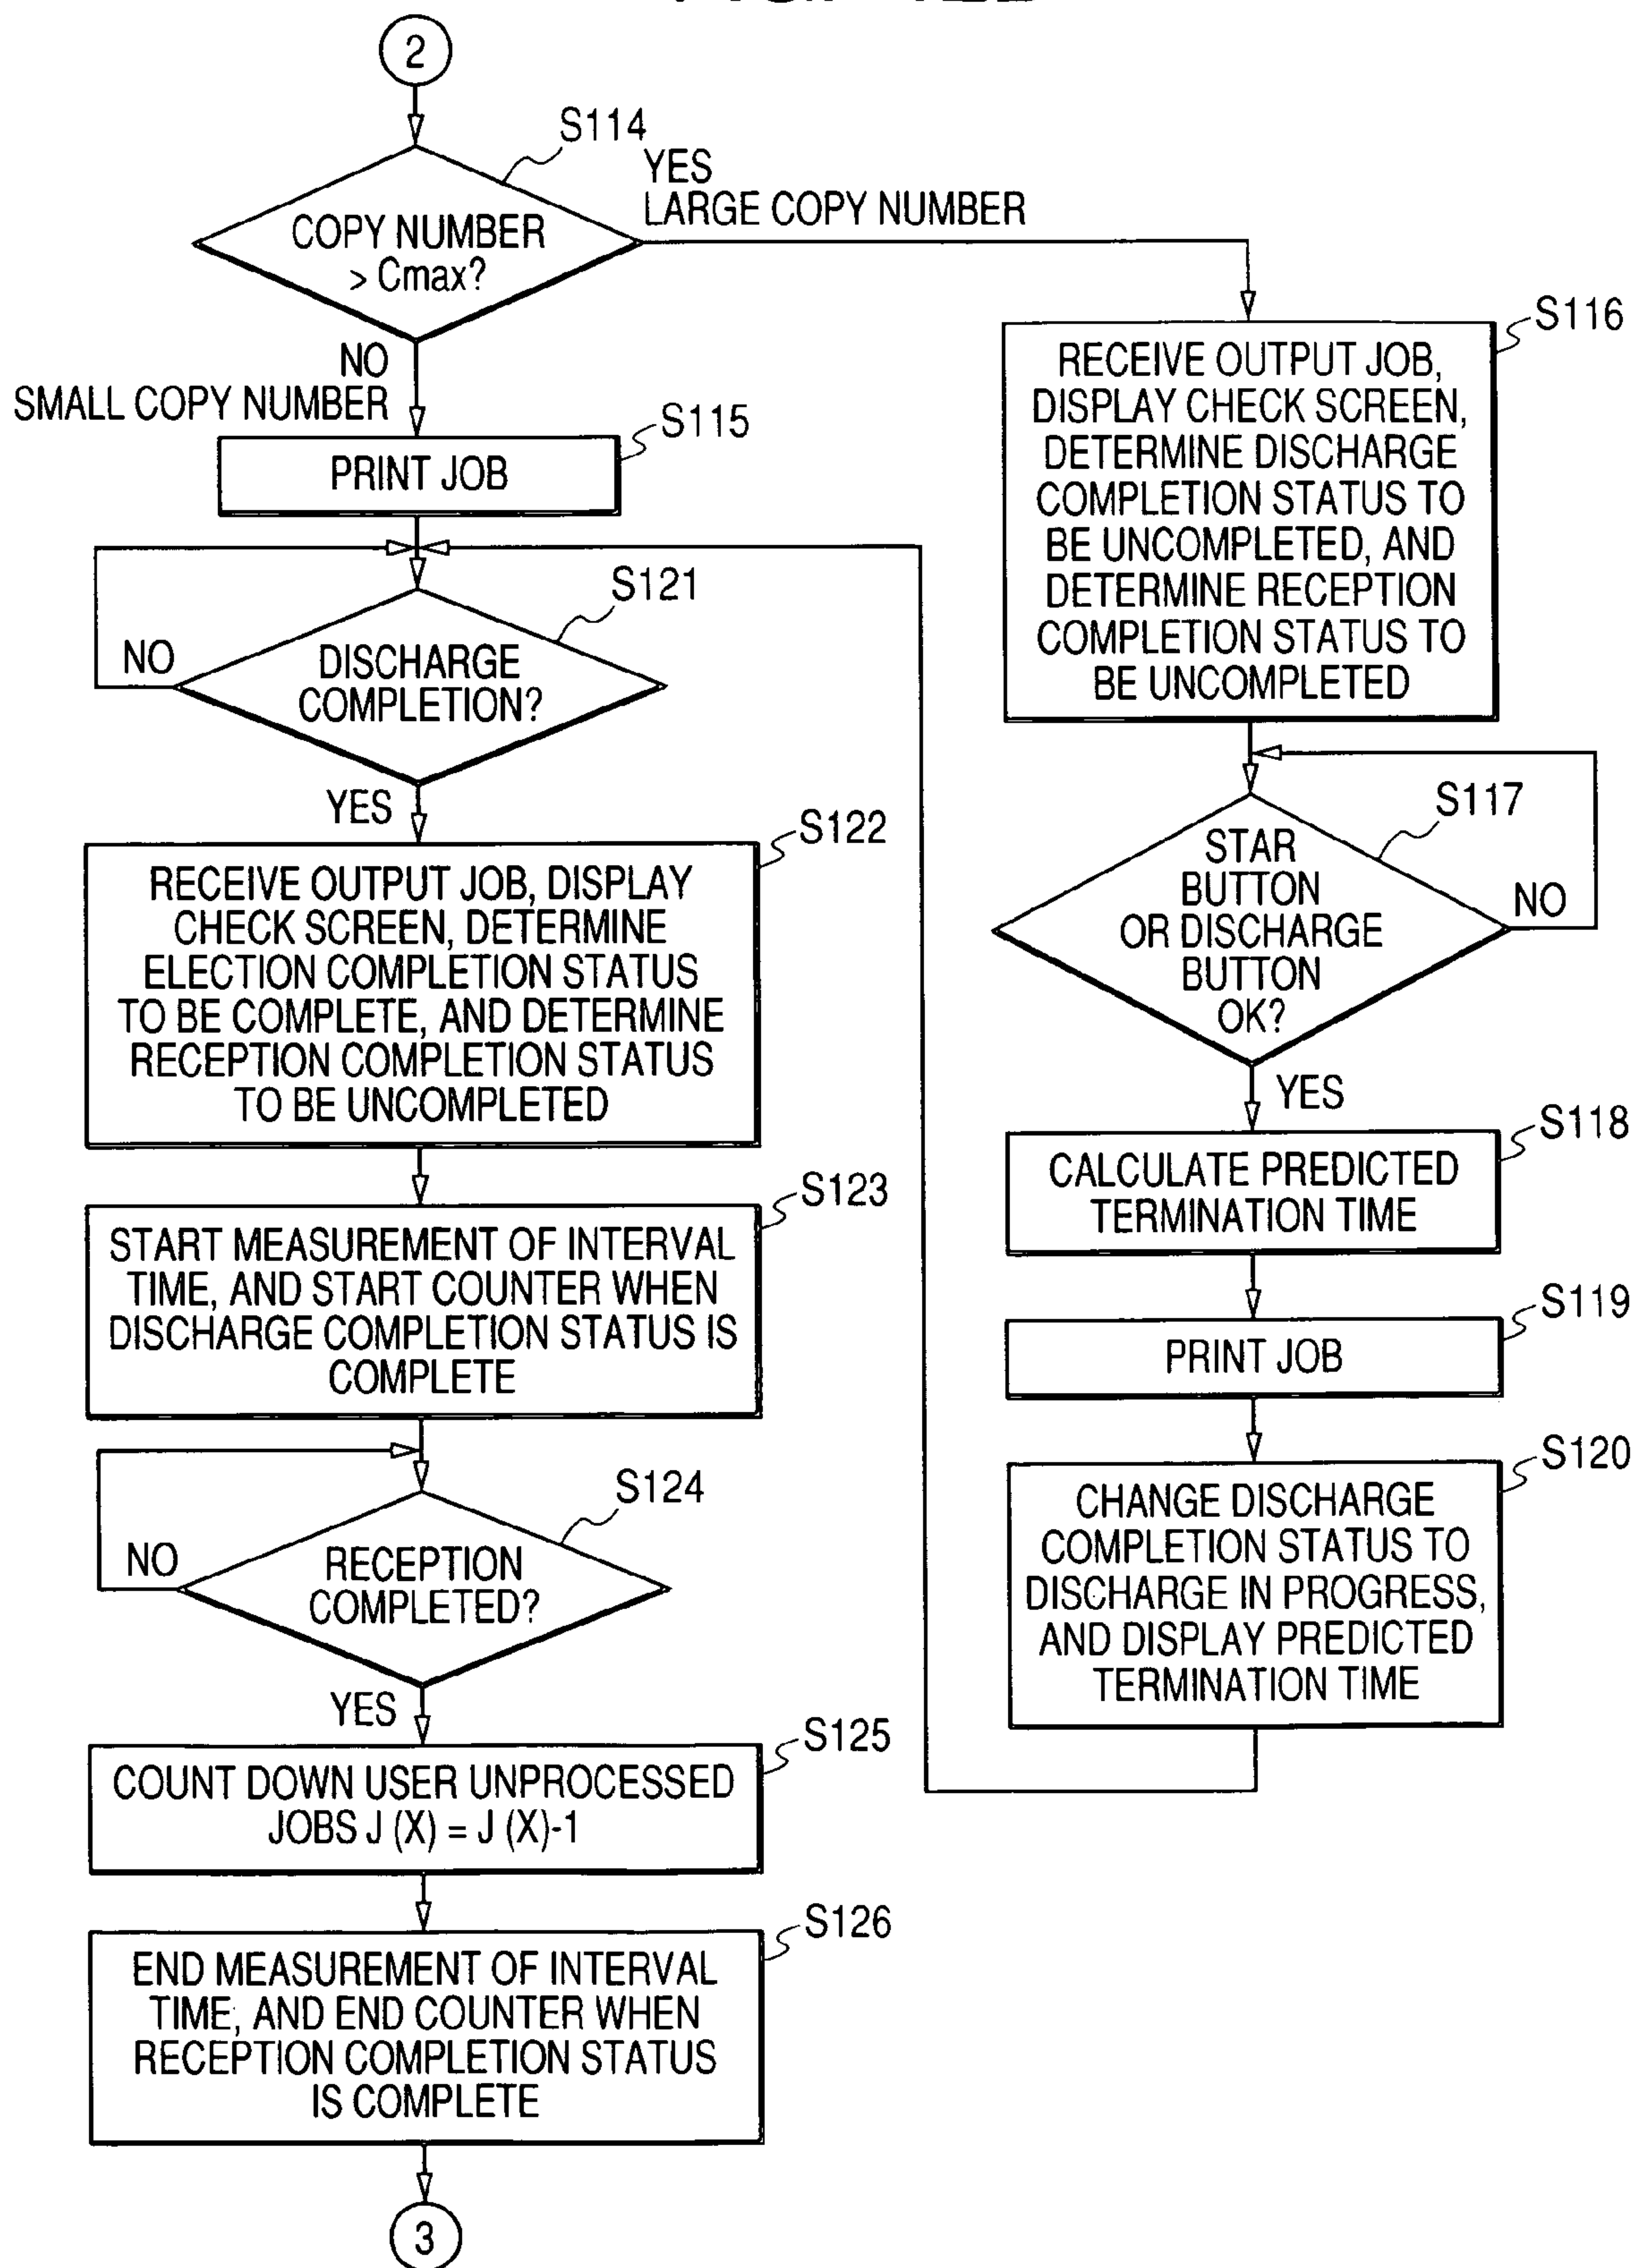 2
S114
YES
LARGE COPY NUMBER
COPY NUMBER
> Cmax?
NO
SMALL COPY NUMBER
S115
PRINT JOB
S116
RECEIVE OUTPUT JOB,
DISPLAY CHECK SCREEN,
DETERMINE DISCHARGE
COMPLETION STATUS TO
BE UNCOMPLETED, AND
DETERMINE RECEPTION
COMPLETION STATUS TO
BE UNCOMPLETED
S117
STAR
BUTTON
OR DISCHARGE
BUTTON
OK?
NO
YES
S118
CALCULATE PREDICTED
TERMINATION TIME
S119
PRINT JOB
S120
CHANGE DISCHARGE
COMPLETION STATUS TO
DISCHARGE IN PROGRESS,
AND DISPLAY PREDICTED
TERMINATION TIME
S121
NO
DISCHARGE
COMPLETION?
YES
S122
RECEIVE OUTPUT JOB, DISPLAY
CHECK SCREEN, DETERMINE
ELECTION COMPLETION STATUS
TO BE COMPLETE, AND DETERMINE
RECEPTION COMPLETION STATUS
TO BE UNCOMPLETED
S123
START MEASUREMENT OF INTERVAL
TIME, AND START COUNTER WHEN
DISCHARGE COMPLETION STATUS IS
COMPLETE
S124
NO
RECEPTION
COMPLETED?
YES
S125
COUNT DOWN USER UNPROCESSED
JOBS J (X) = J (X)-1
S126
END MEASUREMENT OF INTERVAL
TIME, AND END COUNTER WHEN
RECEPTION COMPLETION STATUS
IS COMPLETE
3